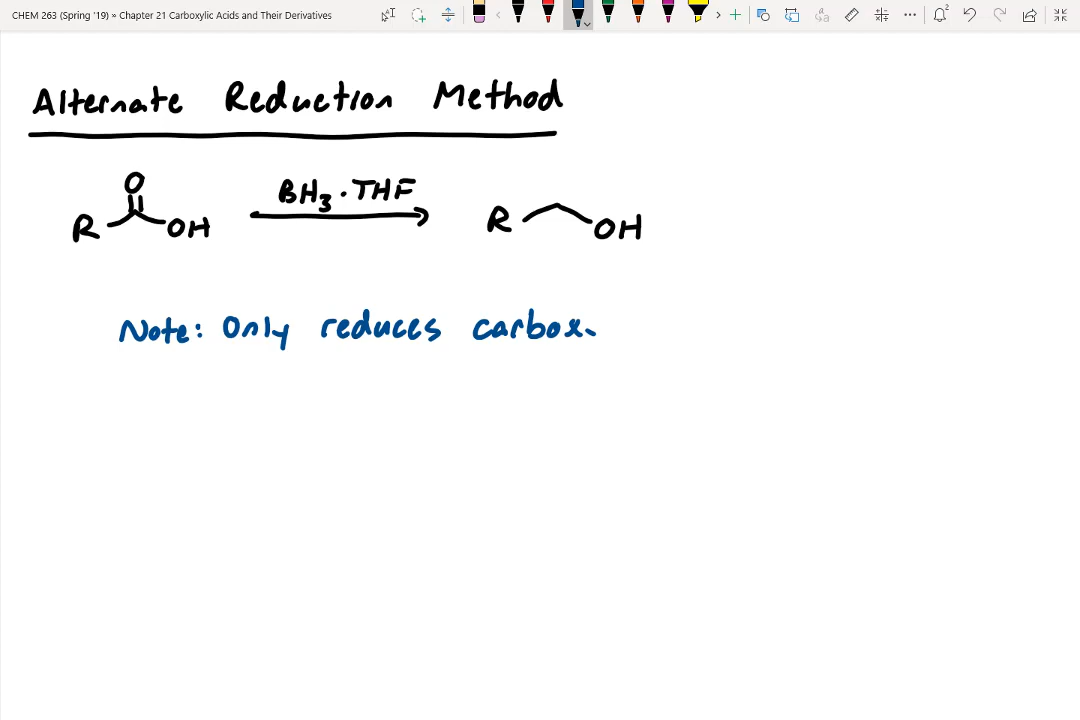 CHEM 263 (Spring '19) » Chapter 21 Carboxylic Acids and Their Derivatives
2
Alternate Reduction Method
O
R OH BH3·THF R OH
Note: Only reduces carbox